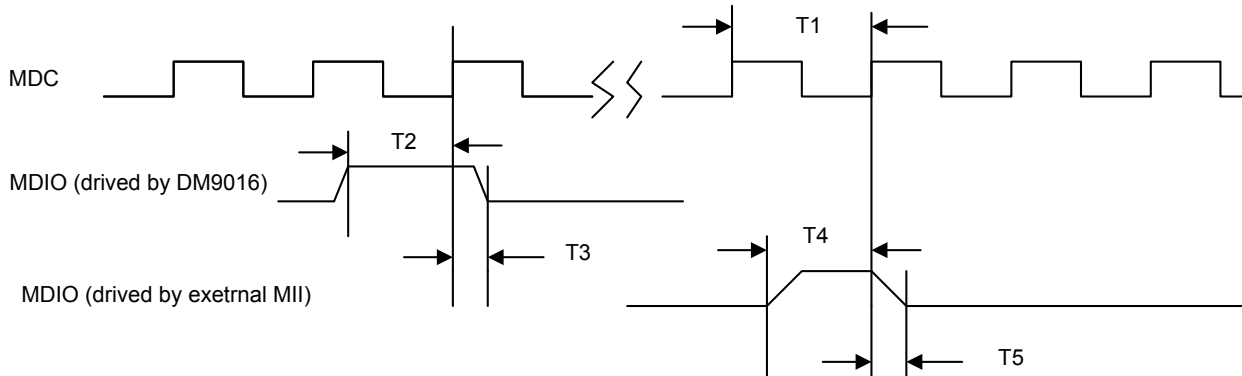 T1
MDC
T2
MDIO (drived by DM9016)
T4
T3
MDIO (drived by exetrnal MII)
T5